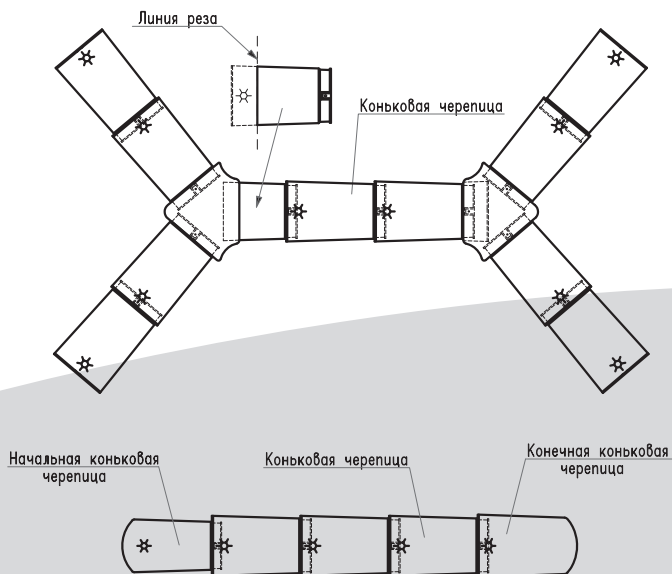 Линия реза
Коньковая черепица
Начальная коньковая
черепица
Коньковая черепица
Конечная коньковая
черепица